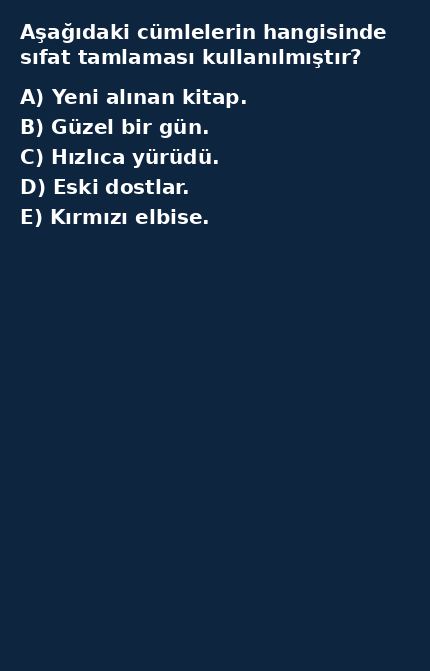 Aşağıdaki cümlelerin hangisinde
sıfat tamlaması kullanılmıştır?
A) Yeni alınan kitap.
B) Güzel bir gün.
C) Hızlıca yürüdü.
D) Eski dostlar.
E) Kırmızı elbise.